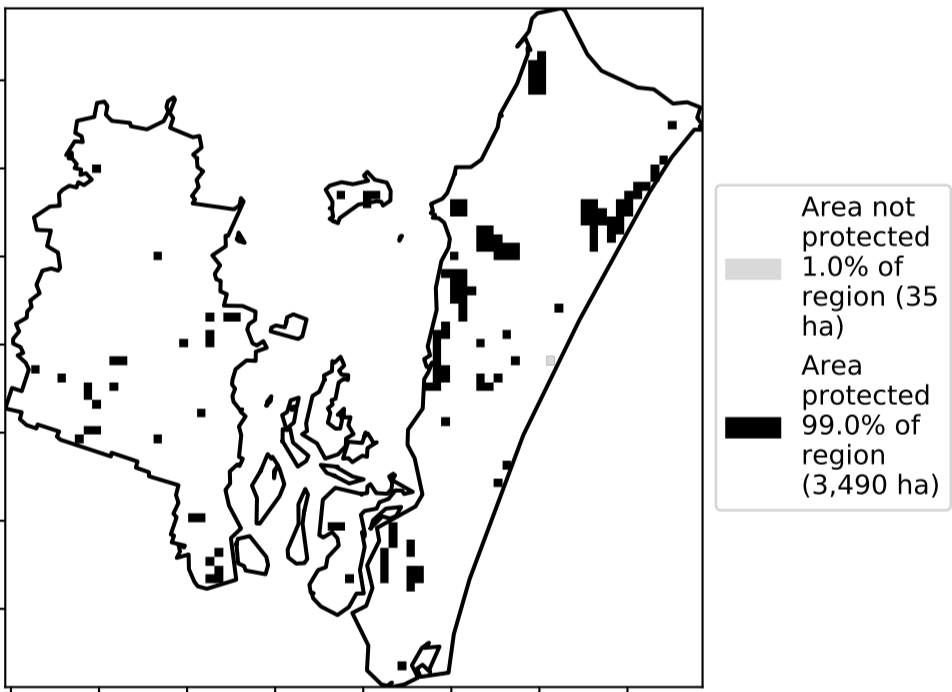 Area not
protected
1.0% of
region (35
ha)
Area
protected
99.0% of
region
(3,490 ha)